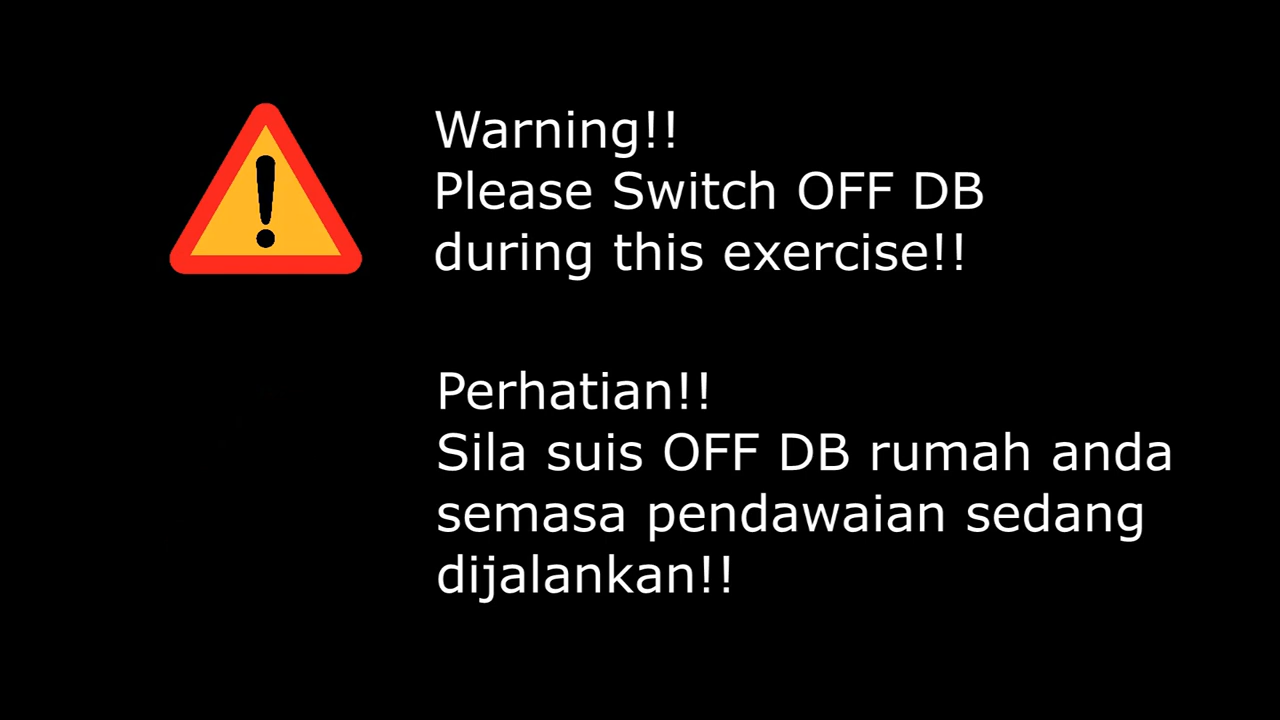 Warning!!
Please Switch OFF DB
during this exercise!!
Perhatian!!
Sila suis OFF DB rumah anda
semasa pendawaian sedang
dijalankan!!